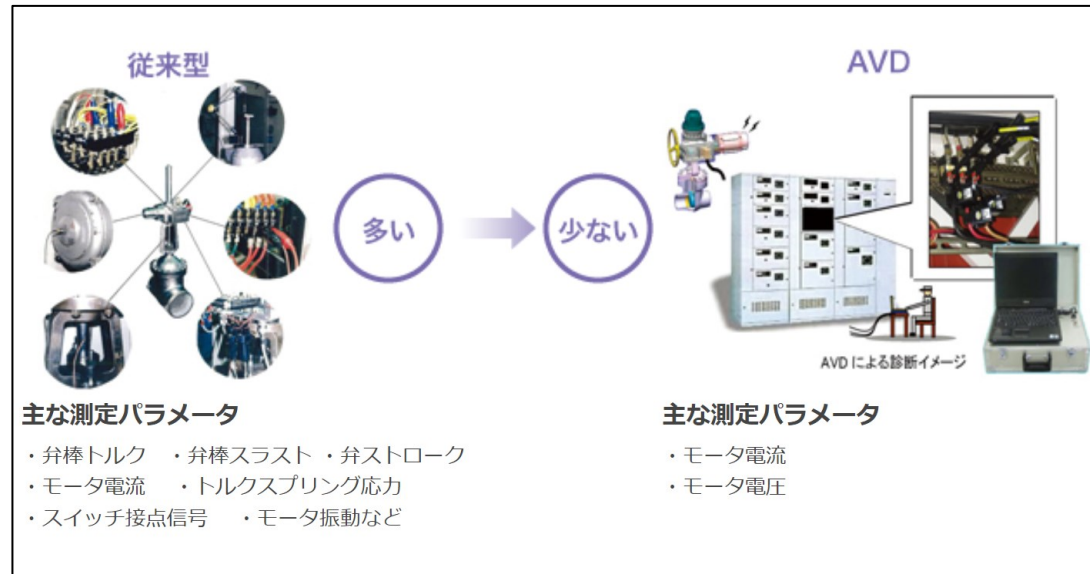 従来型
AVD
多い
少ない
AVDによる診断イメージ
主な測定パラメータ
・弁棒トルク ・弁棒スラスト ・弁ストローク
・モータ電流 ・トルクスプリング応力
・スイッチ接点信号 ・モータ振動など
主な測定パラメータ
・モータ電流
・モータ電圧